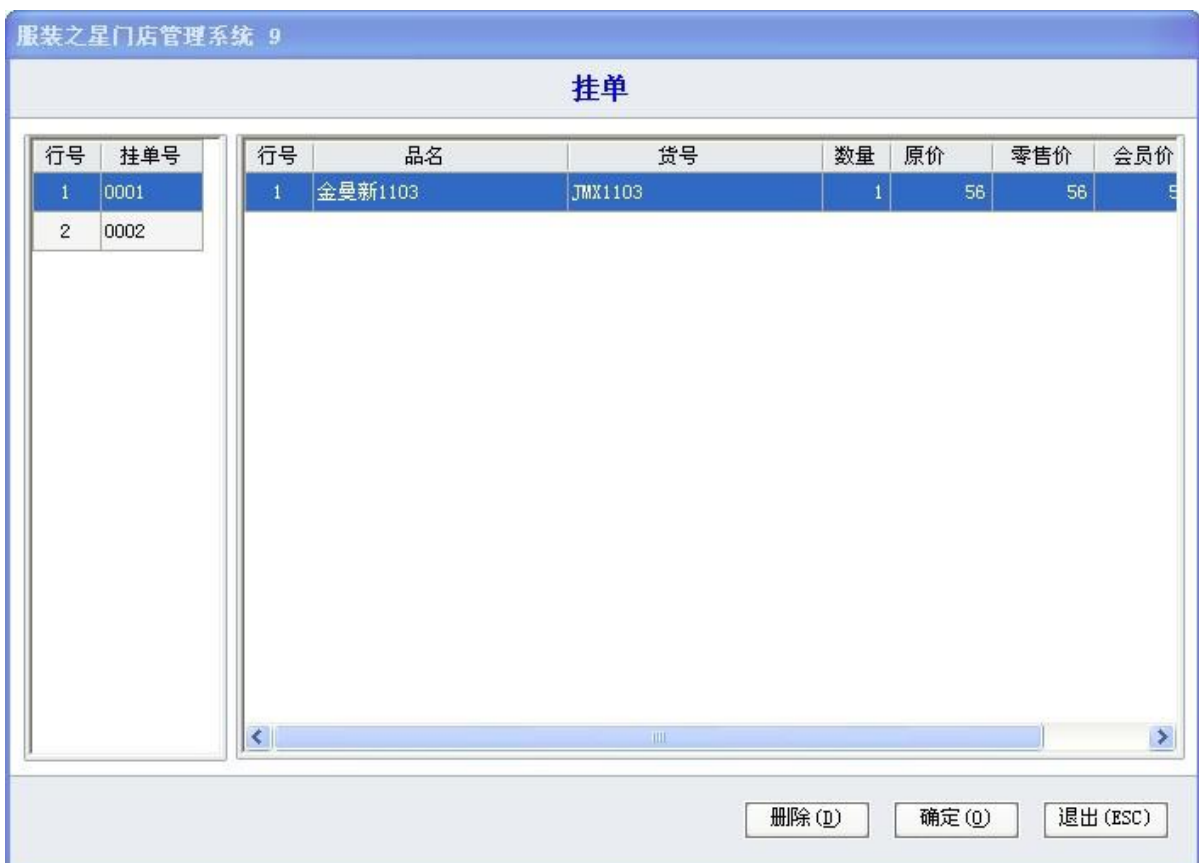 服装之星门店管理系统 9
挂单
行号 挂单号
1 0001
2 0002
行号 品名 货号 数量 原价 零售价 会员价
1 金曼新1103 JMX1103 1 56 56 5
删除(D) 确定(O) 退出(ESC)